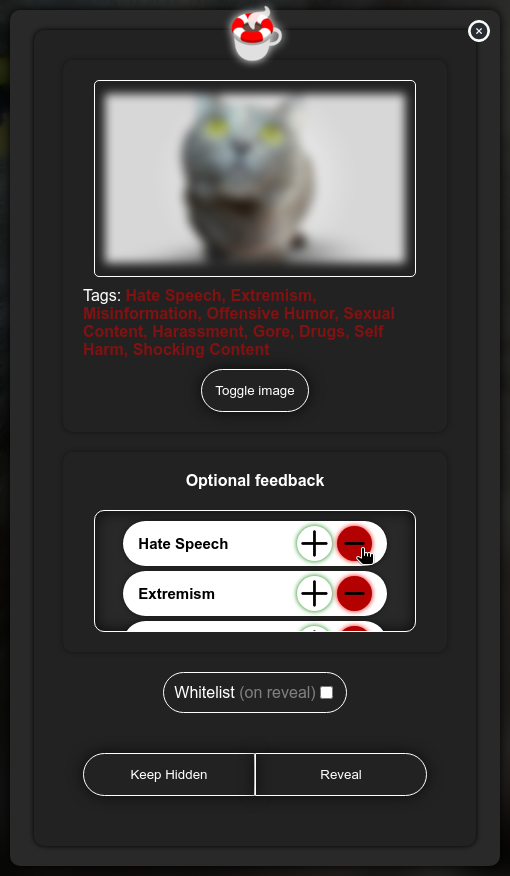 Tags: Hate Speech, Extremism,
Misinformation, Offensive Humor, Sexual
Content, Harassment, Gore, Drugs, Self
Harm, Shocking Content
Toggle image
Optional feedback
Hate Speech
Extremism
Whitelist (on reveal)
Keep Hidden Reveal